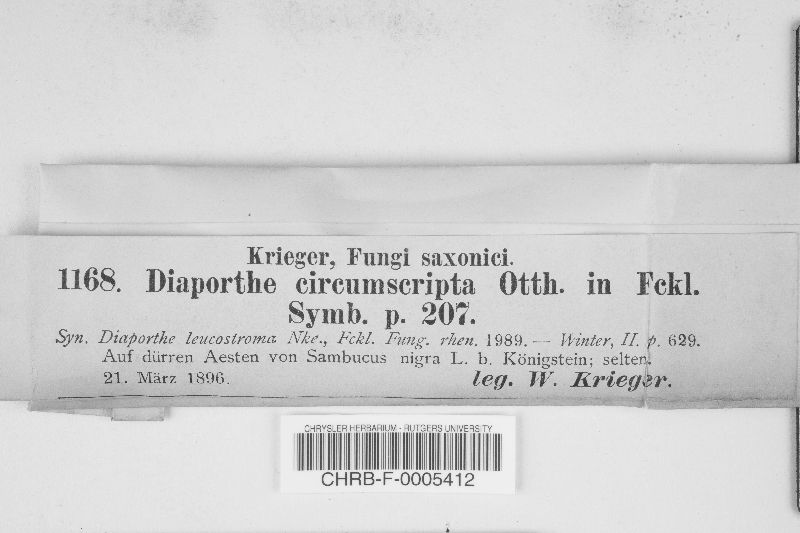 Krieger, Fungi saxonici.
1168. Diaporthe circumscripta Otth. in Fckl.
Symb. p. 207.
Syn. Diaporthe leucostroma Nke., Fckl. Fung. rhen. 1989. — Winter, II. p. 629.
Auf dürren Aesten von Sambucus nigra L. b. Königstein; selten.
21. März 1896.
leg. W. Krieger.
CHRYSLER HERBARIUM - RUTGERS UNIVERSITY
CHRB-F-0005412